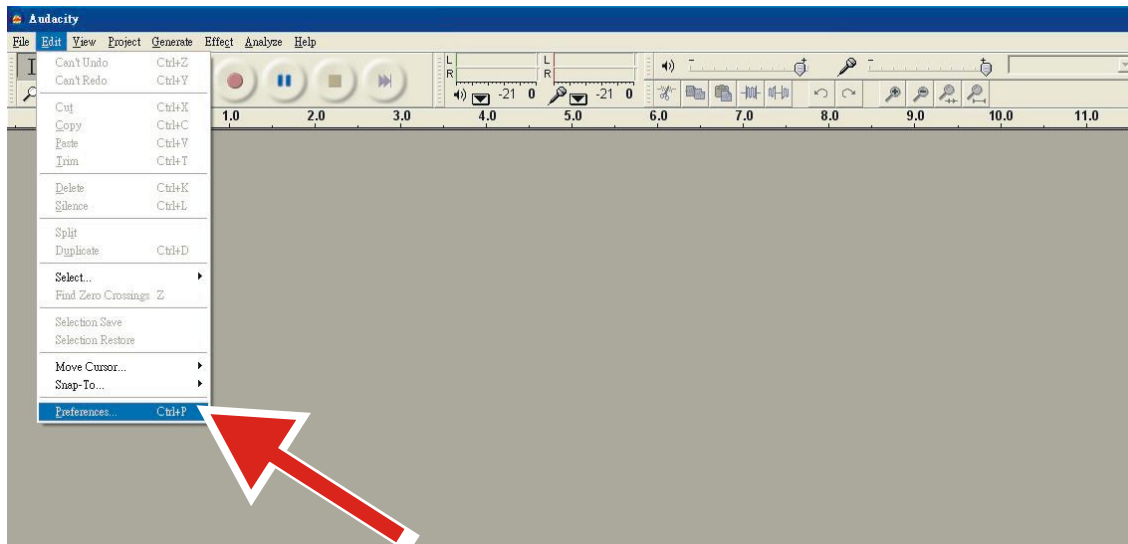 Audacity
File Edit View Project Generate Effect Analyze Help
Can't Undo Ctrl+Z
Can't Redo Ctrl+Y
Cut Ctrl+X
Copy Ctrl+C
Paste Ctrl+V
Trim Ctrl+T
Delete Ctrl+K
Silence Ctrl+L
Split
Duplicate Ctrl+D
Select...
Find Zero Crossings Z
Selection Save
Selection Restore
Move Cursor...
Snap-To...
Preferences... Ctrl+P
L L
R R
-21 0 -21 0
1.0 2.0 3.0 4.0 5.0 6.0 7.0 8.0 9.0 10.0 11.0